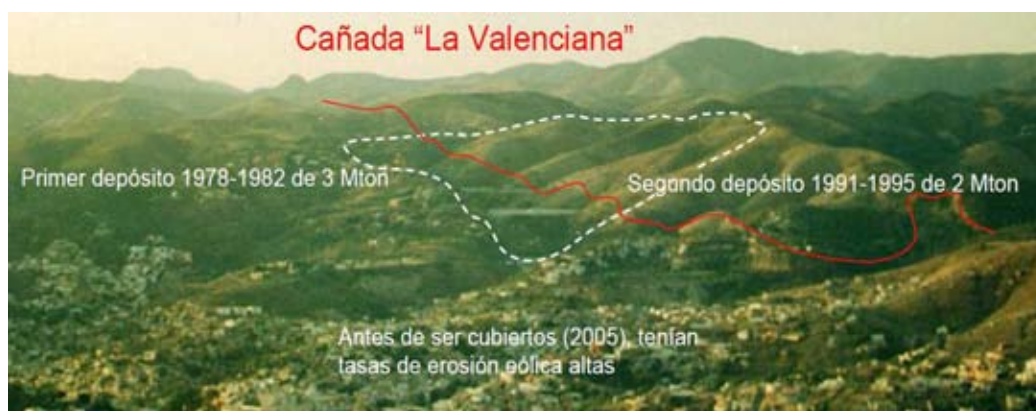 Cañada “La Valenciana”
Primer depósito 1978-1982 de 3 Mton
Segundo depósito 1991-1995 de 2 Mton
Antes de ser cubiertos (2005), tenían
tasas de erosión eólica altas